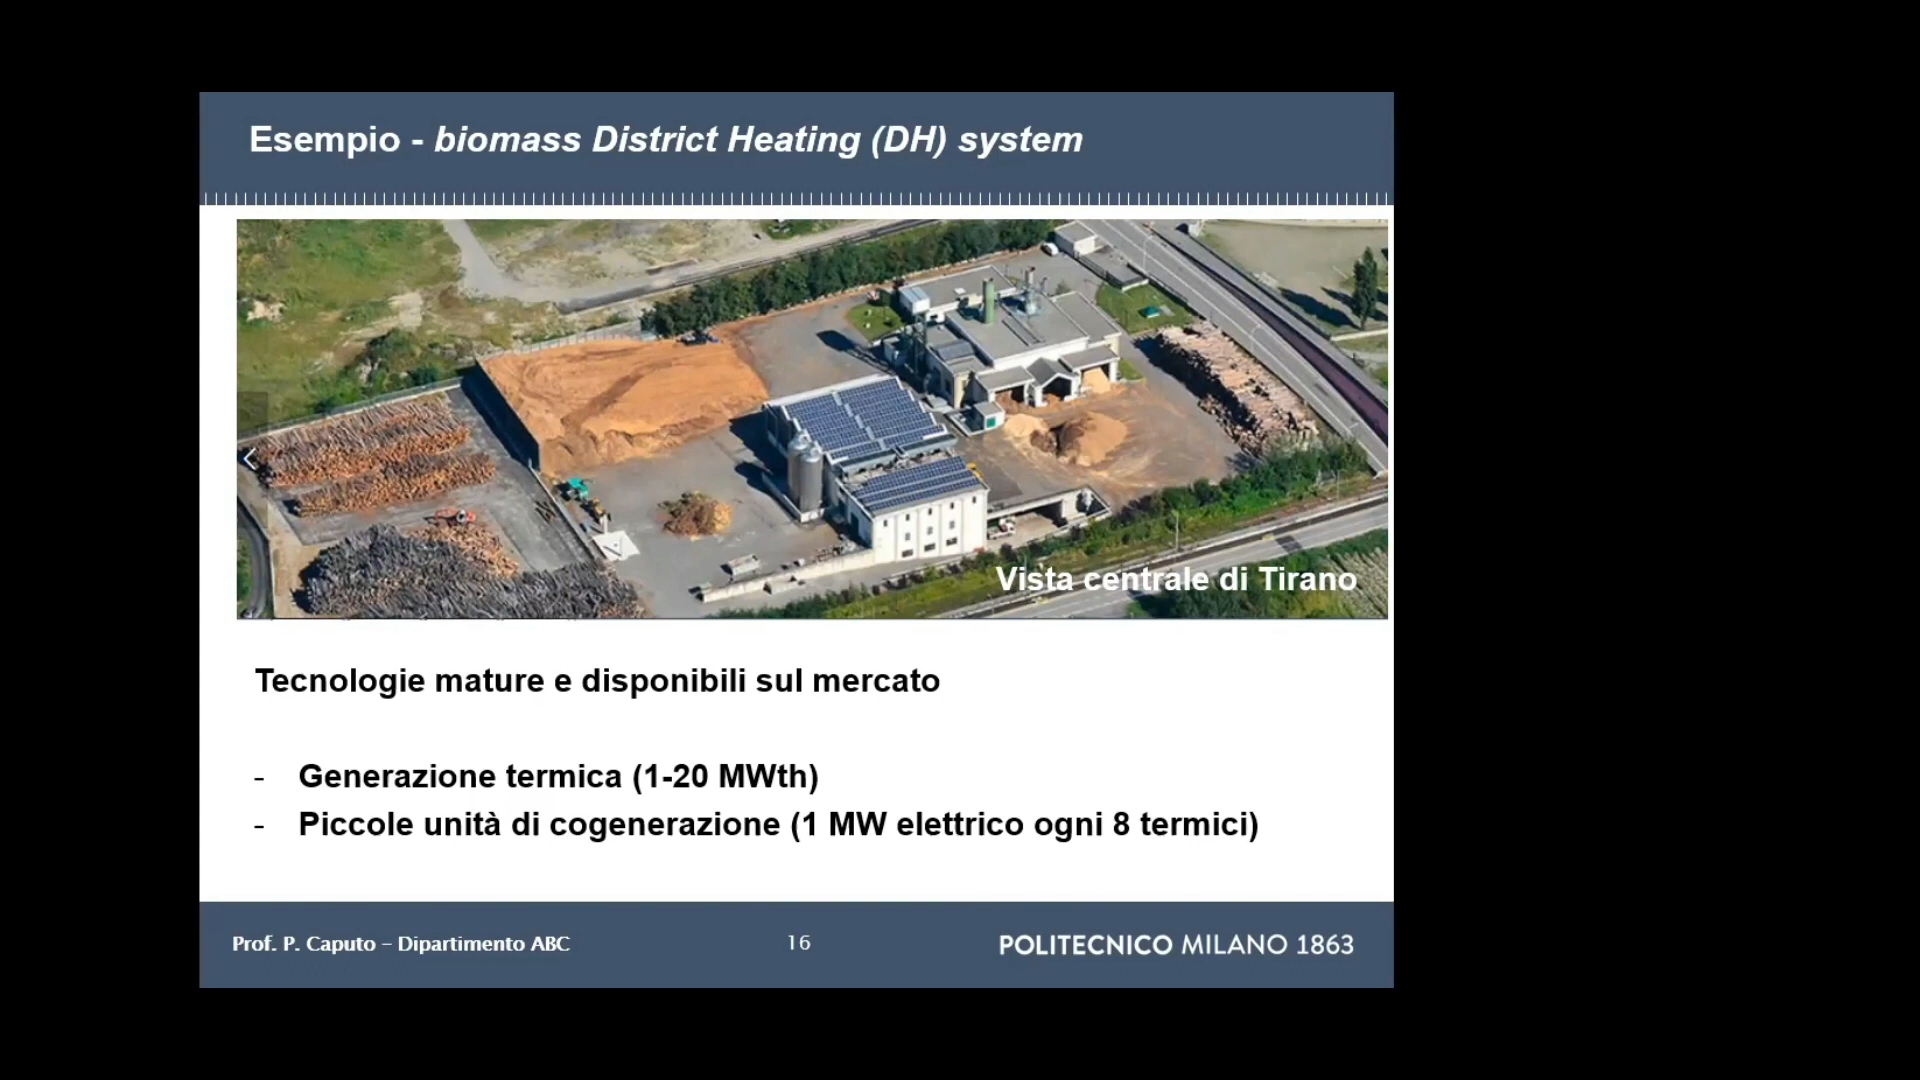 Esempio - biomass District Heating (DH) system
Vista centrale di Tirano
Tecnologie mature e disponibili sul mercato
- Generazione termica (1-20 MWth)
- Piccole unità di cogenerazione (1 MW elettrico ogni 8 termici)
Prof. P. Caputo – Dipartimento ABC
16
POLITECNICO MILANO 1863